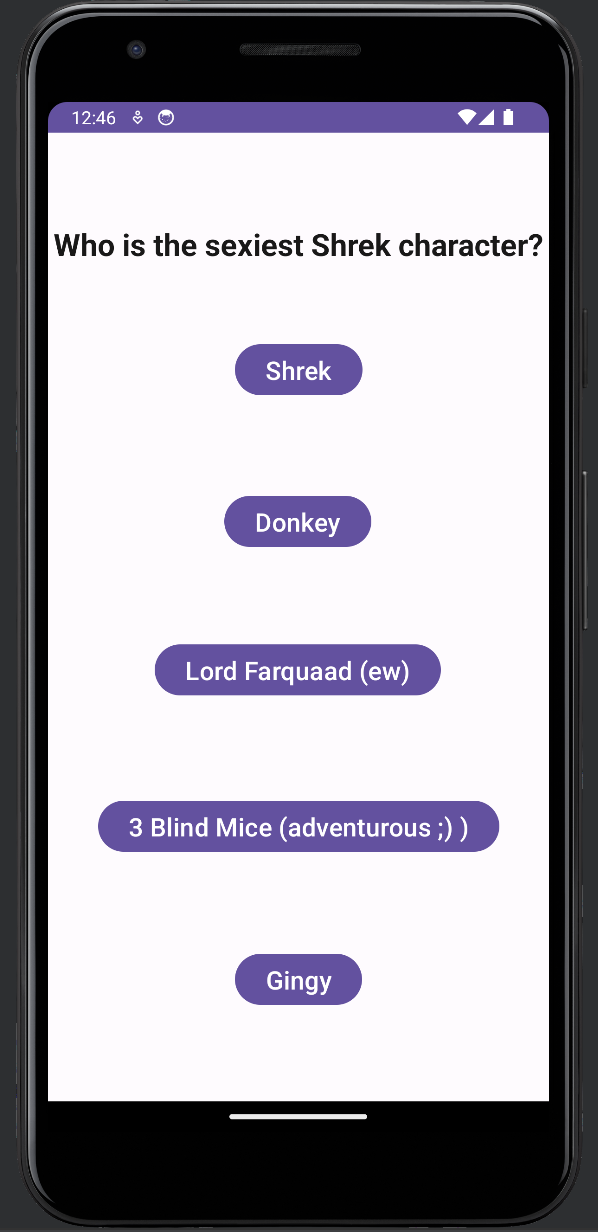 12:46
Who is the sexiest Shrek character?
Shrek
Donkey
Lord Farquaad (ew)
3 Blind Mice (adventurous ;) )
Gingy